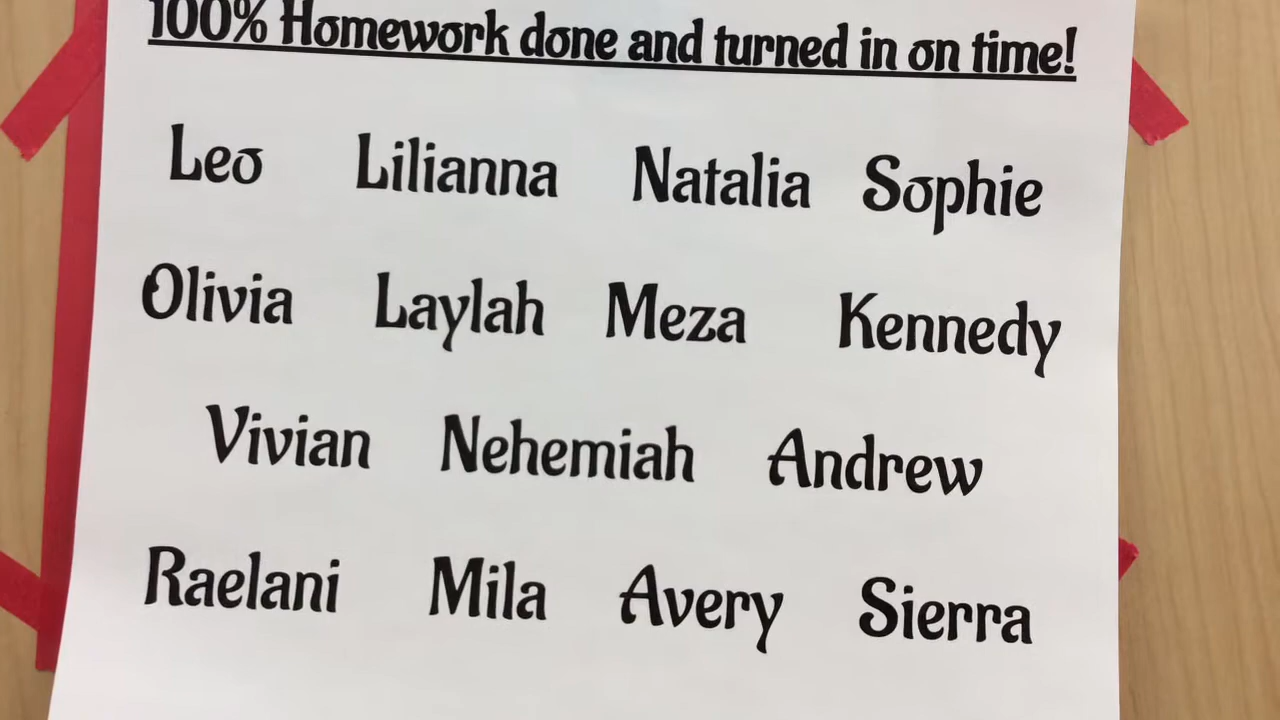 100% Homework done and turned in on time!
Leo Lilianna Natalia Sophie
Olivia Laylah Meza Kennedy
Vivian Nehemiah Andrew
Raelani Mila Avery Sierra